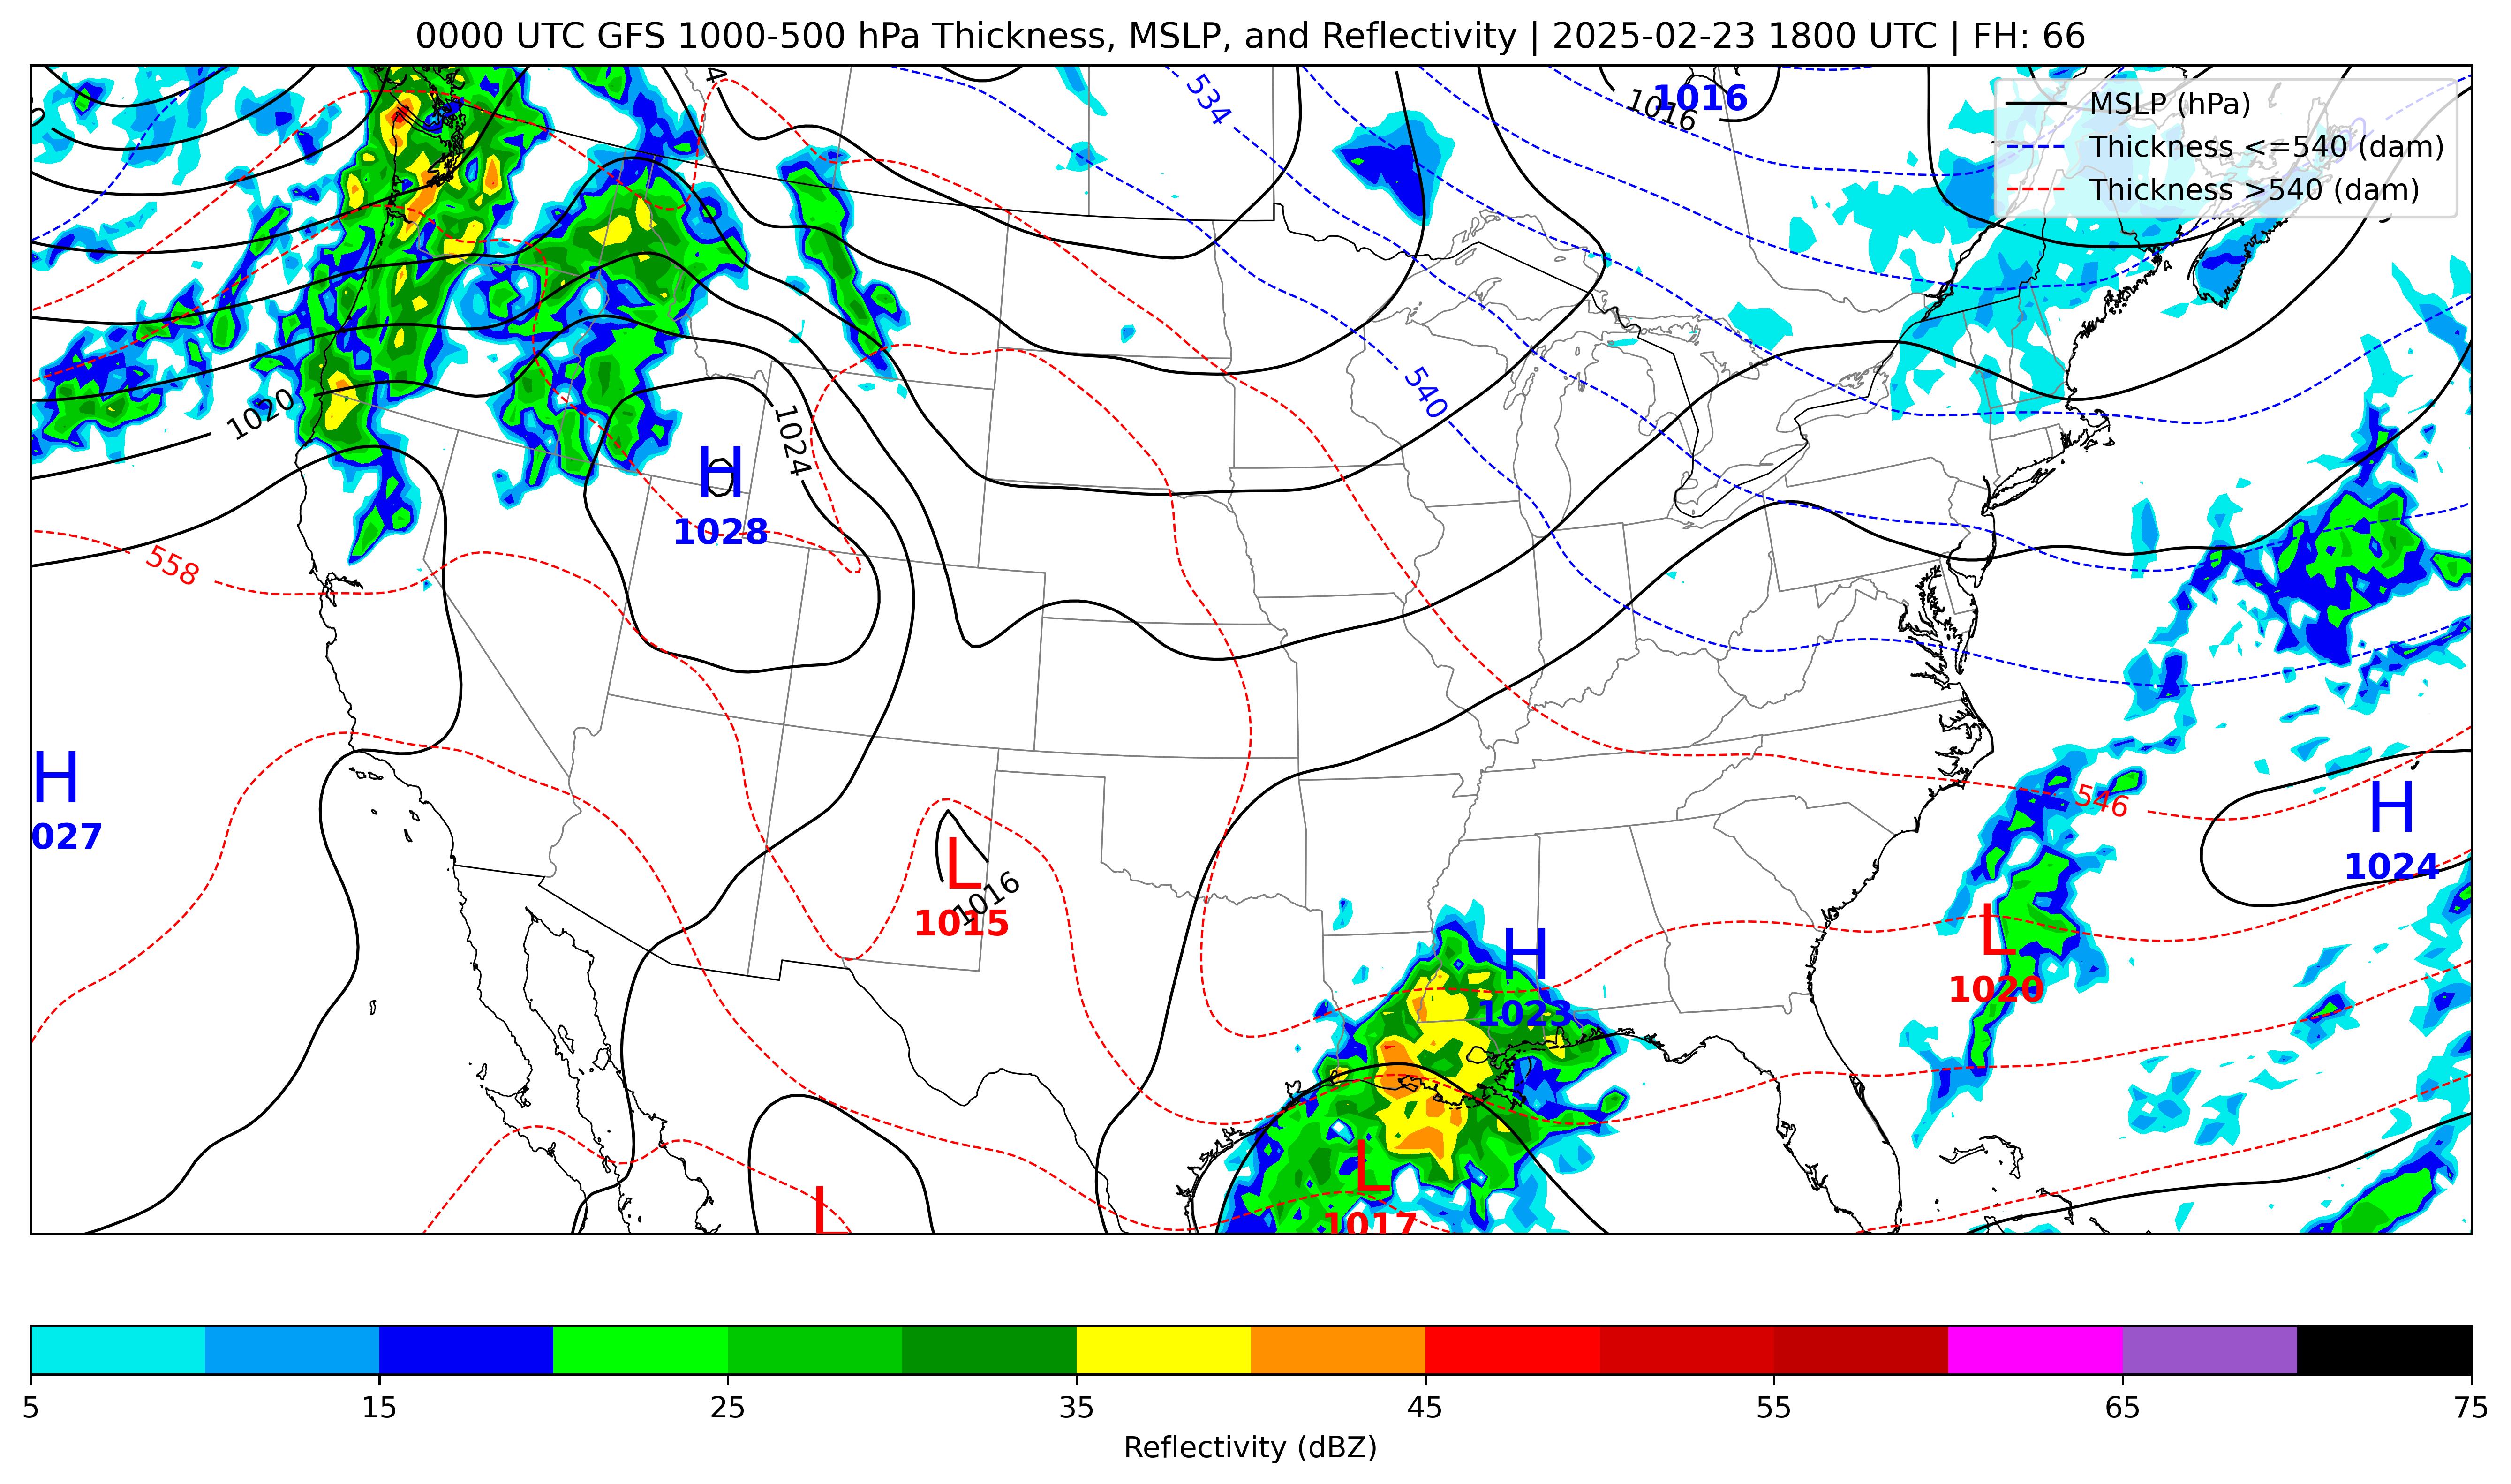 0000 UTC GFS 1000-500 hPa Thickness, MSLP, and Reflectivity | 2025-02-23 1800 UTC | FH: 66
MSLP (hPa)
Thickness <=540 (dam)
Thickness >540 (dam)
4
534
1016
1016
540
1020
1024
H
1028
558
H
027
546
H
1024
L
1016
1015
H
1023
L
1020
L
1017
L
5 15 25 35 45 55 65 75
Reflectivity (dBZ)